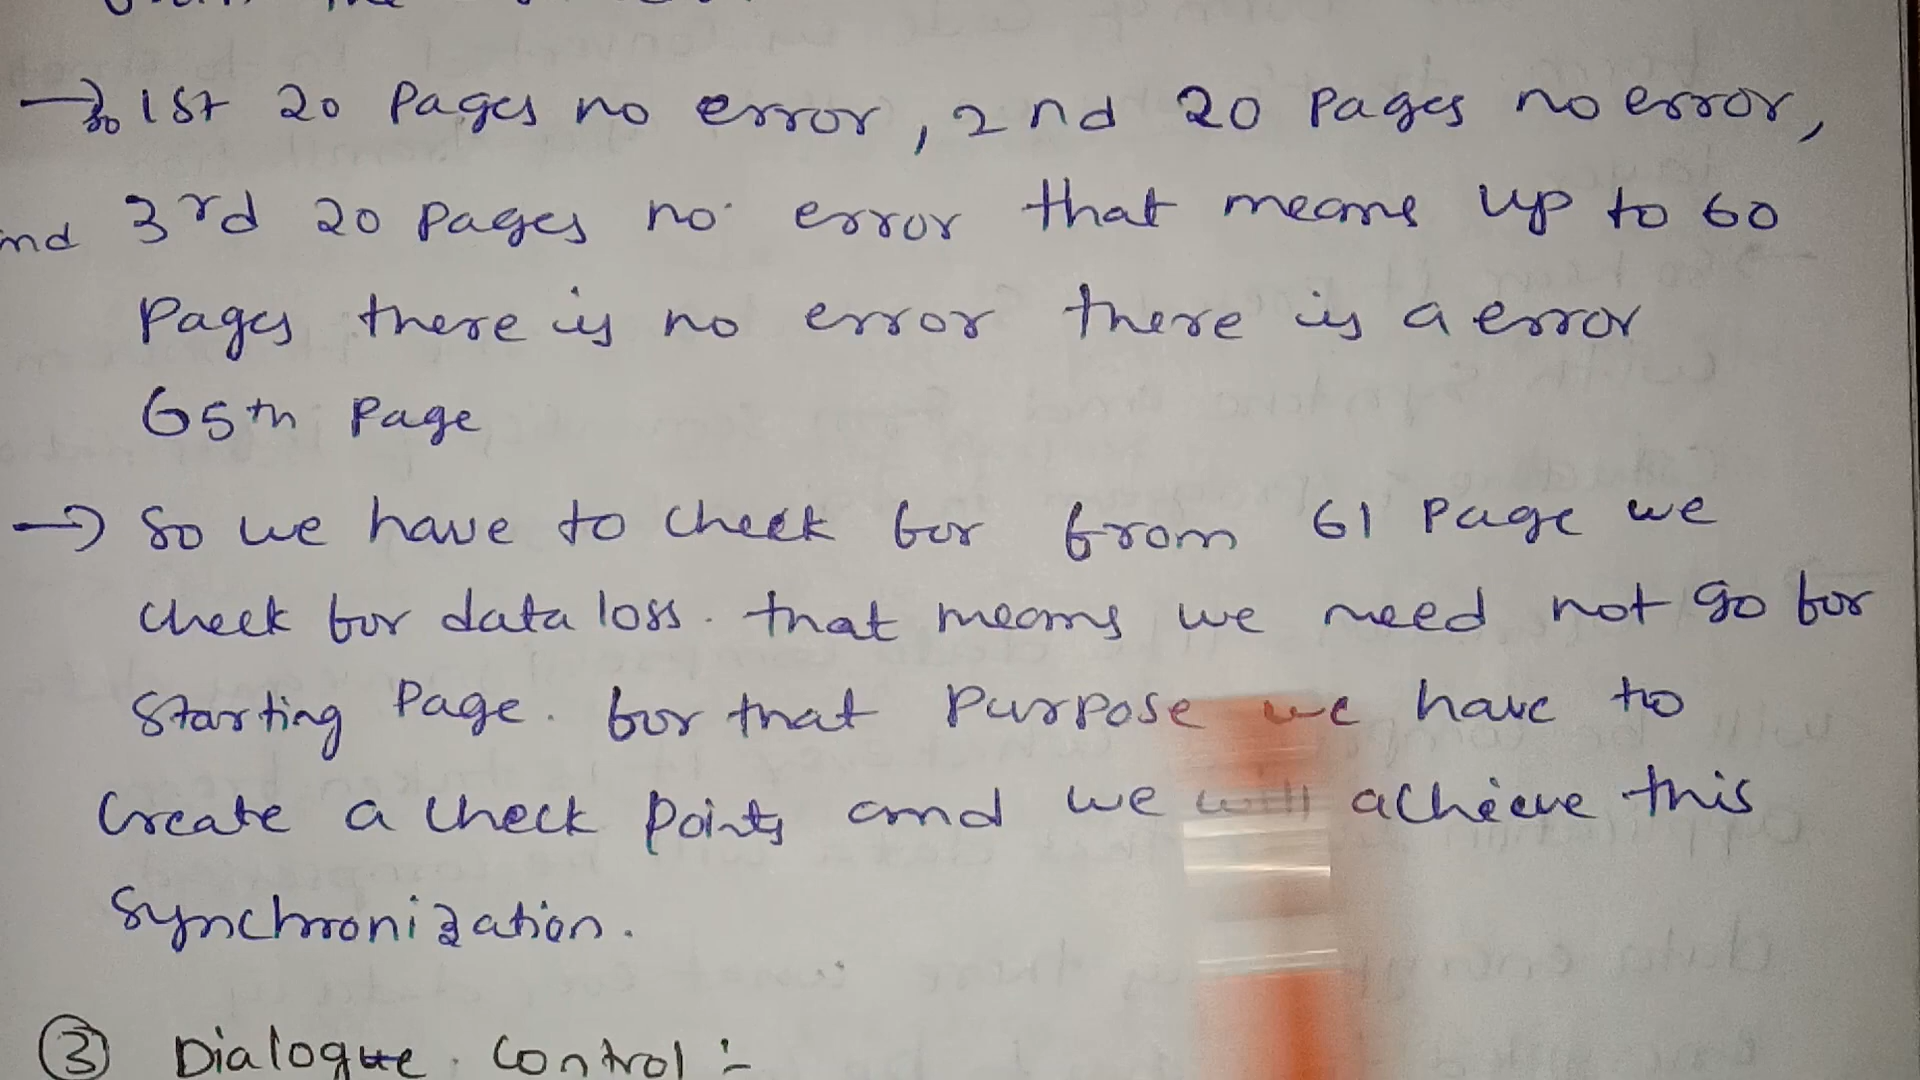 → So 1st 20 Pages no error, 2nd 20 Pages no error,
and 3rd 20 Pages no error that means up to 60
Pages there is no error there is a error
65th Page
→ So we have to check for from 61 Page we
check for data loss. that means we need not go for
starting Page. for that Purpose we have to
Create a check points and we will acheive this
Synchronization.
③ Dialogue Control :-